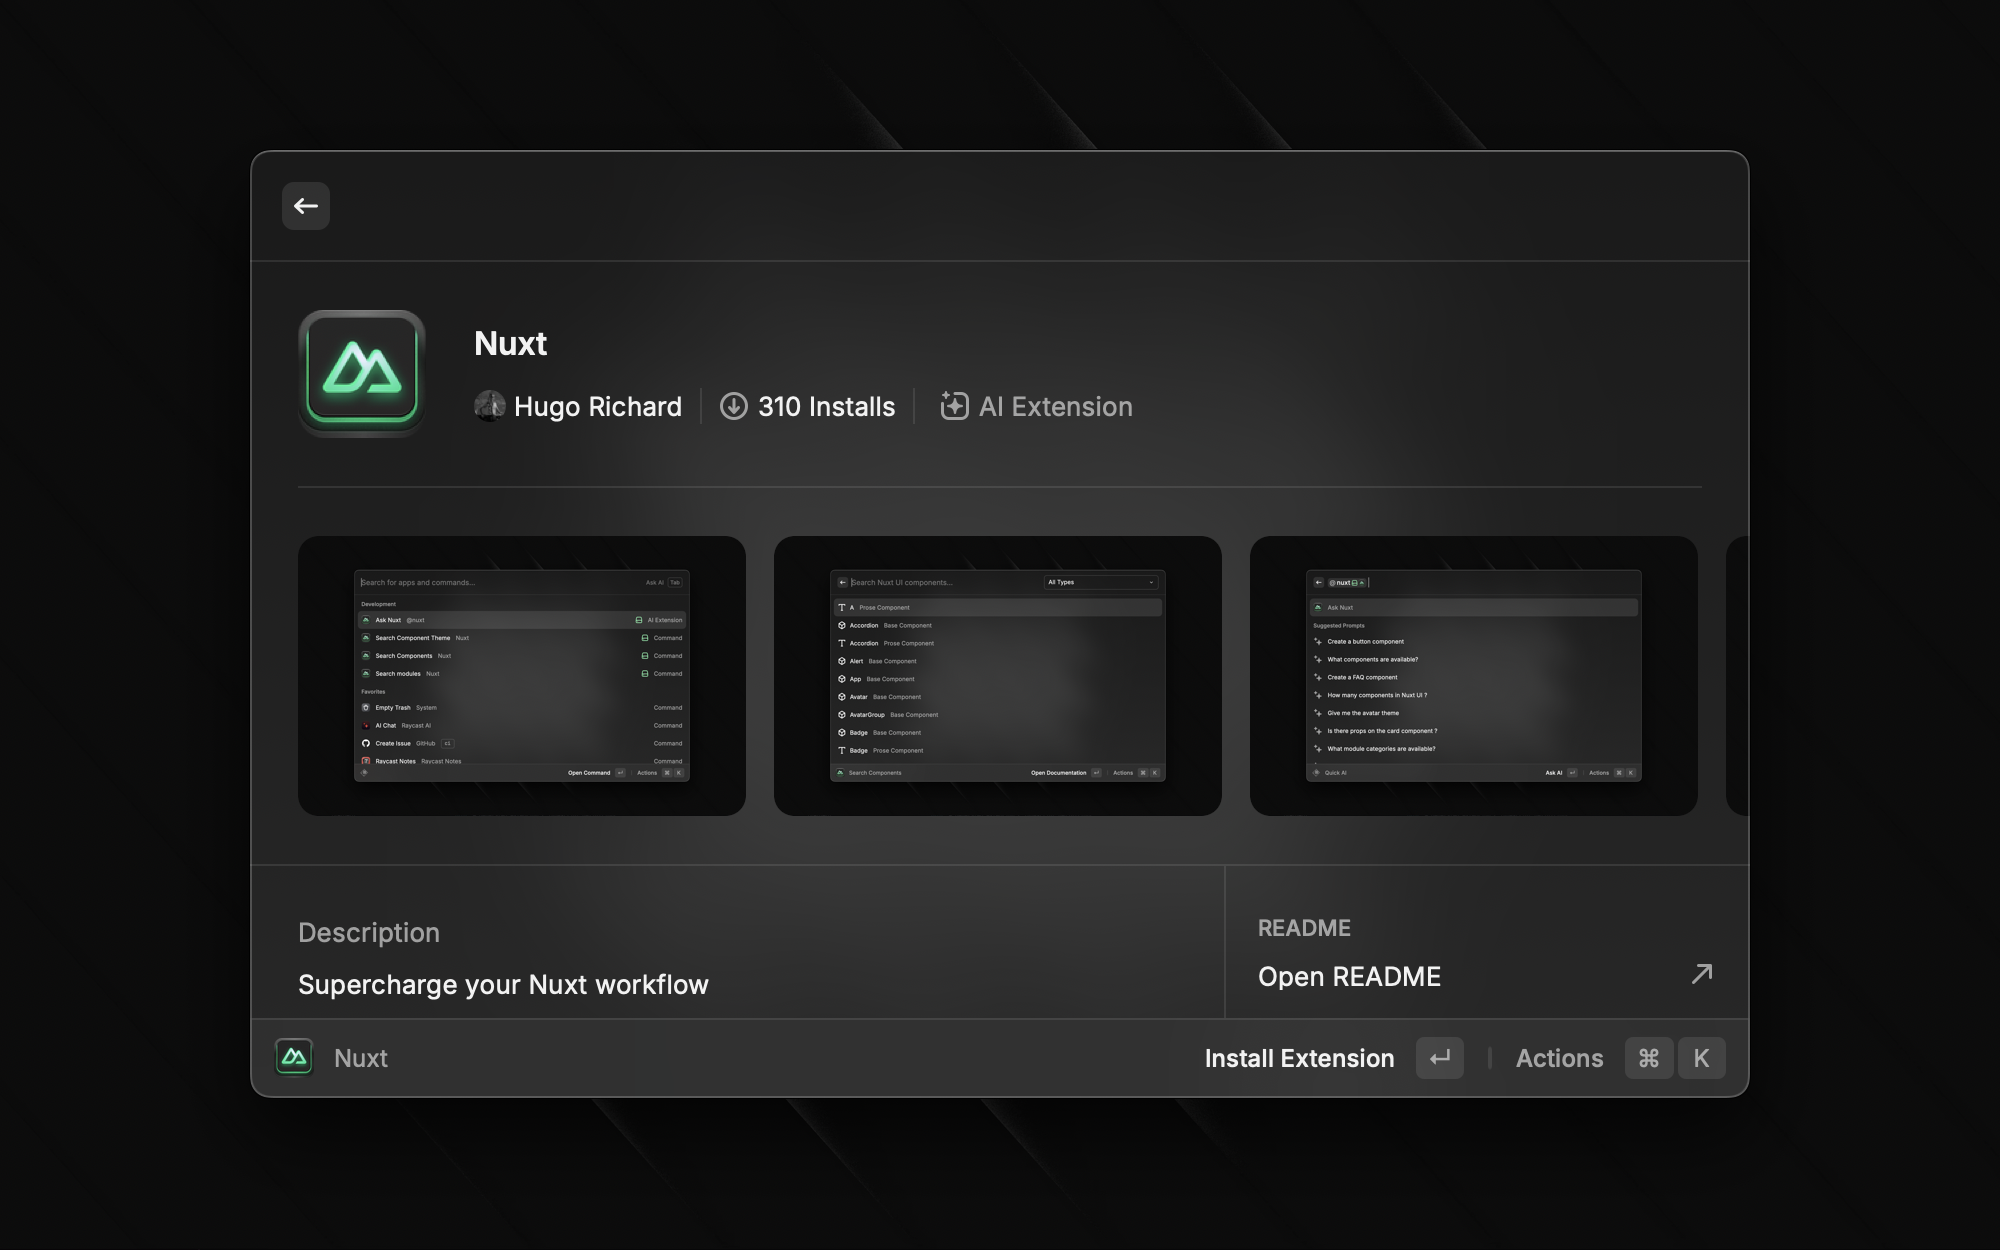 Nuxt
Hugo Richard
310 Installs
AI Extension
Search for apps and commands...
Ask AI Tab
Development
Ask Nuxt @nuxt AI Extension
Search Component Theme Nuxt Command
Search Components Nuxt Command
Search modules Nuxt Command
Favorites
Empty Trash System Command
AI Chat Raycast AI
Create Issue GitHub Command
Raycast Notes Raycast Notes Command
Open Command Actions ⌘ K
Search Nuxt UI components...
All Types
A Prose Component
Accordion Base Component
Accordion Prose Component
Alert Base Component
App Base Component
Avatar Base Component
AvatarGroup Base Component
Badge Base Component
Badge Prose Component
Search Components Open Documentation Actions ⌘ K
@nuxt
Ask Nuxt
Suggested Prompts
Create a button component
What components are available?
Create a FAQ component
How many components in Nuxt UI ?
Give me the avatar theme
Is there props on the card component ?
What module categories are available?
Quick AI Ask AI Actions ⌘ K
Description
Supercharge your Nuxt workflow
README
Open README
Nuxt
Install Extension
Actions ⌘ K